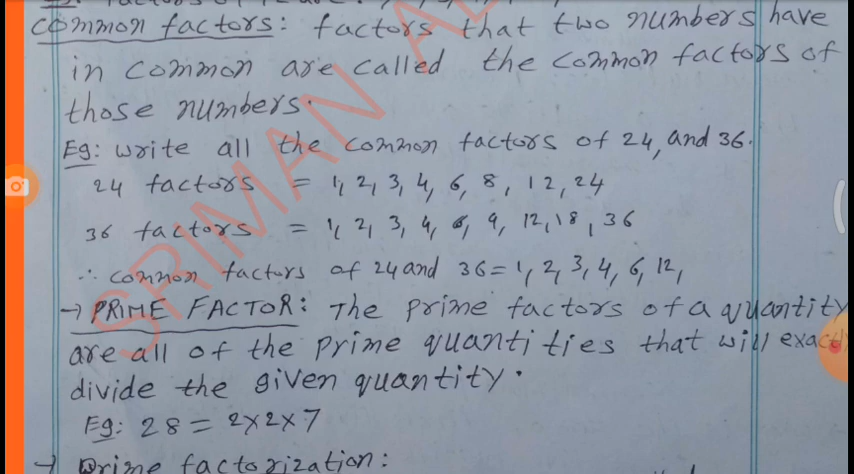 common factors: factors that two numbers have
in common are called the common factors of
those numbers.
Eg: write all the common factors of 24, and 36.
24 factors = 1, 2, 3, 4, 6, 8, 12, 24
36 factors = 1, 2, 3, 4, 6, 9, 12, 18, 36
∴ common factors of 24 and 36 = 1, 2, 3, 4, 6, 12,
→ PRIME FACTOR: The prime factors of a quantity
are all of the prime quantities that will exactly
divide the given quantity.
Eg: 28 = 2×2×7
→ Prime factorization:
SRIMAN